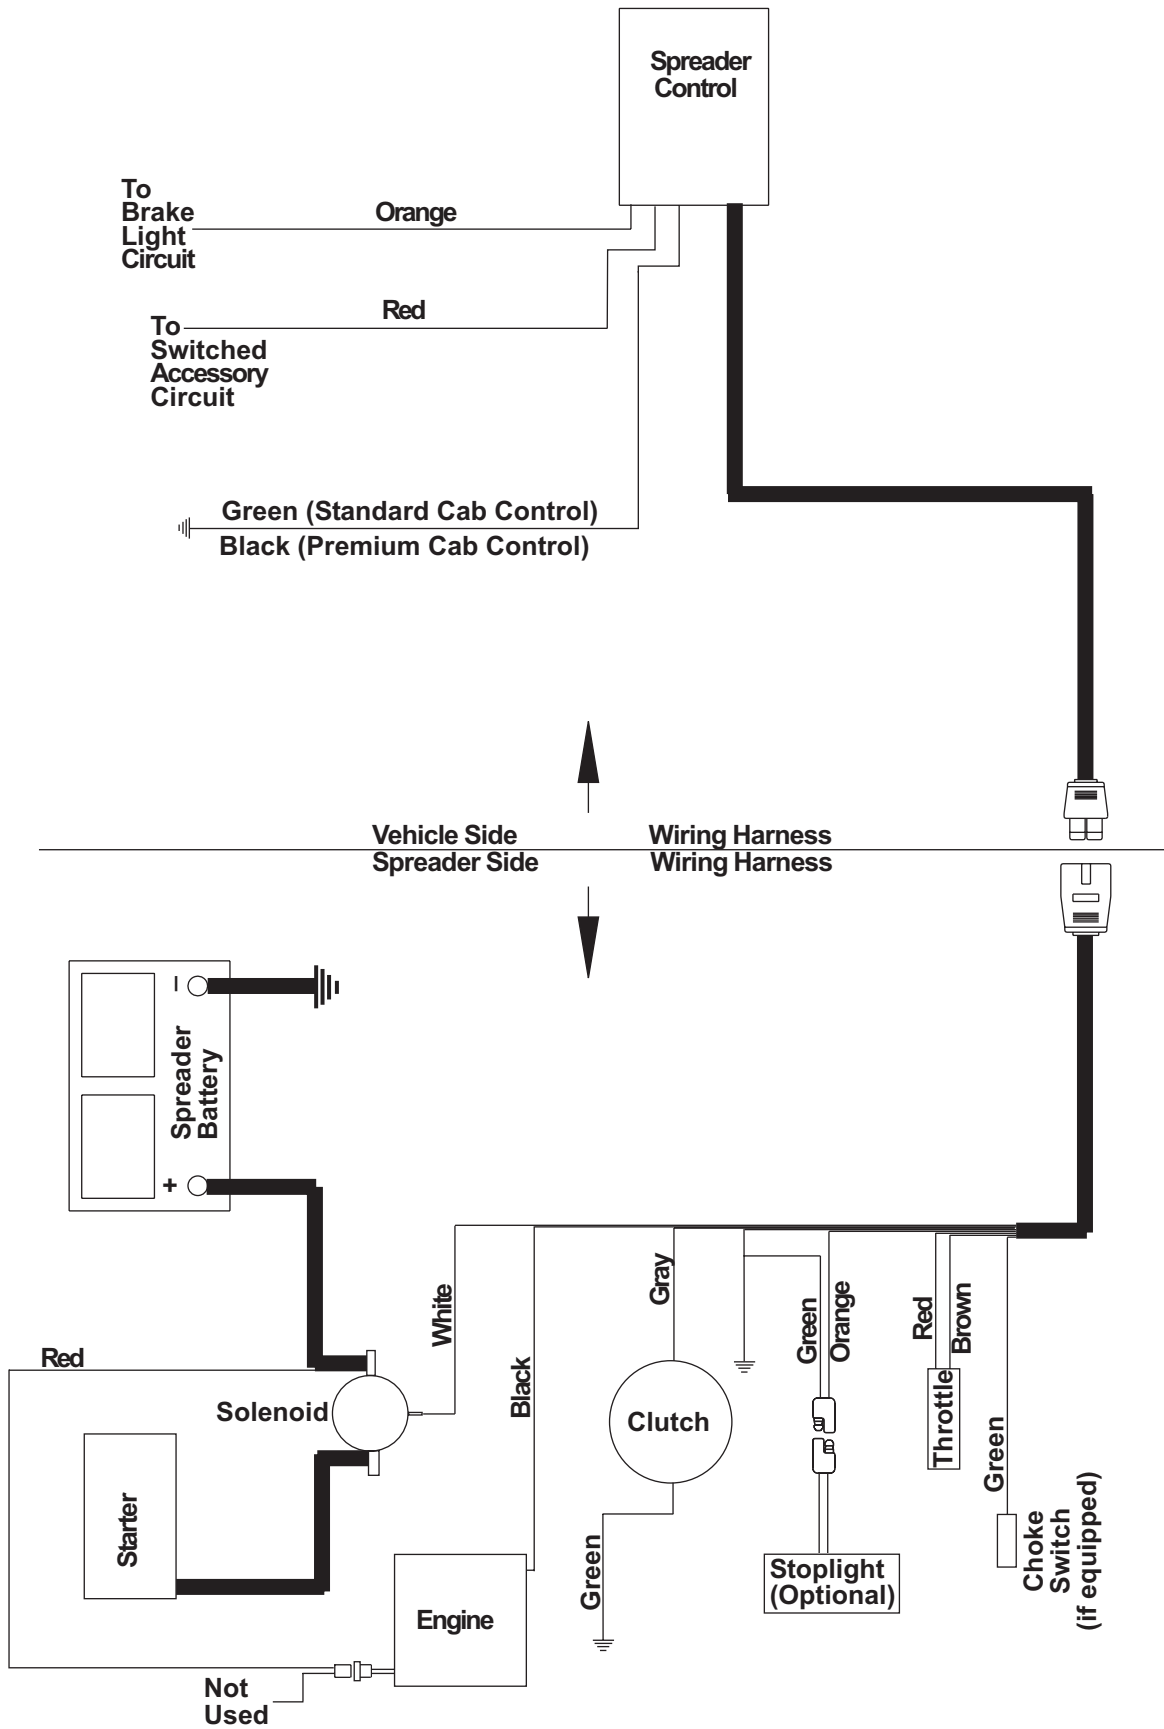 Spreader
Control
To
Brake
Light
Circuit
Orange
To
Switched
Accessory
Circuit
Red
Green (Standard Cab Control)
Black (Premium Cab Control)
Vehicle Side
Wiring Harness
Spreader Side
Wiring Harness
–
Spreader
Battery
+
White
Black
Gray
Green
Orange
Red
Brown
Green
Red
Solenoid
Clutch
Throttle
Starter
Engine
Green
Stoplight
(Optional)
Choke
Switch
(if equipped)
Not
Used